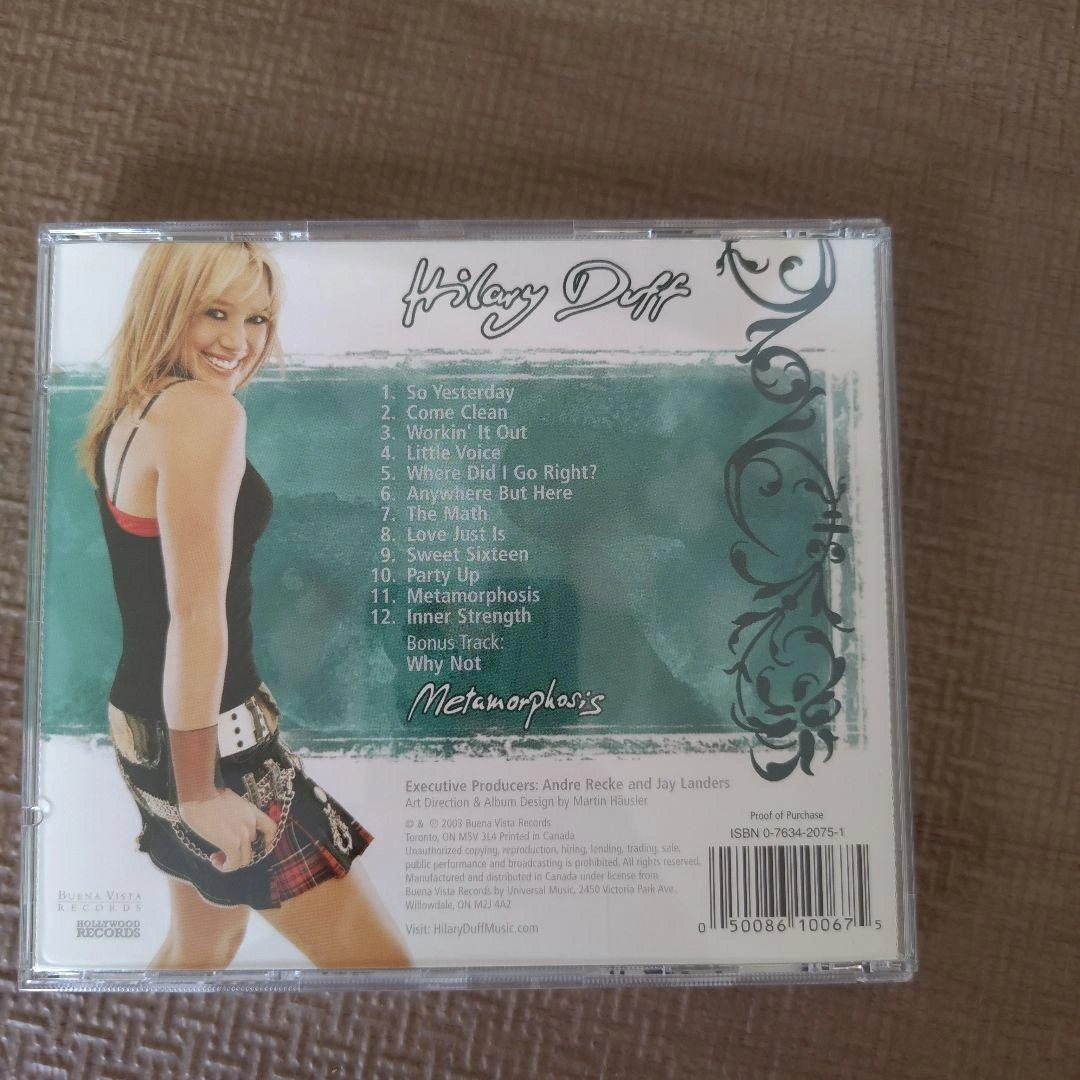 Hilary Duff
1. So Yesterday
2. Come Clean
3. Workin' It Out
4. Little Voice
5. Where Did I Go Right?
6. Anywhere But Here
7. The Math
8. Love Just Is
9. Sweet Sixteen
10. Party Up
11. Metamorphosis
12. Inner Strength
Bonus Track:
Why Not
Metamorphosis
Executive Producers: Andre Recke and Jay Landers
Art Direction & Album Design by Martin Häusler
© & ℗ 2003 Buena Vista Records
Toronto, ON M5V 3L4 Printed in Canada
Unauthorized copying, reproduction, hiring, lending, trading, sale,
public performance and broadcasting is prohibited. All rights reserved.
Manufactured and distributed in Canada under license from
Buena Vista Records by Universal Music, 2450 Victoria Park Ave.,
Willowdale, ON M2J 4A2
Visit: HilaryDuffMusic.com
Proof of Purchase
ISBN 0-7634-2075-1
0 50086 10067 5
BUENA VISTA
RECORDS
HOLLYWOOD
RECORDS